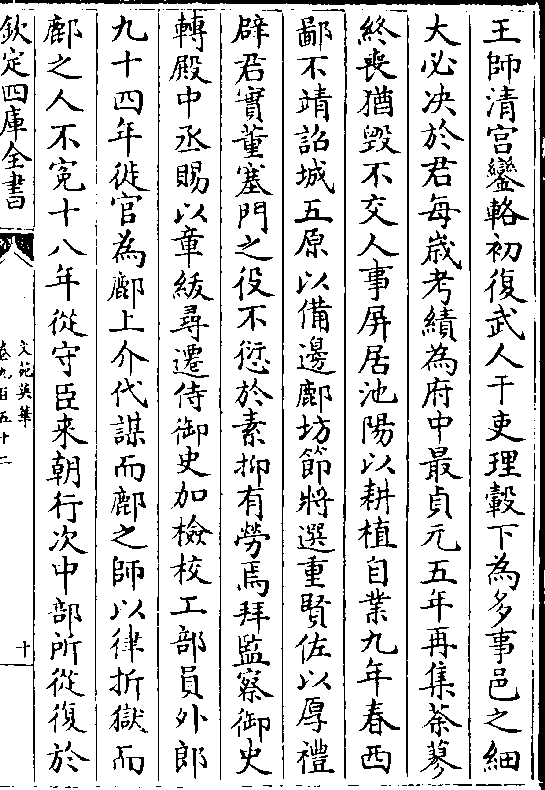 王師清宮鑾輅初復武人干吏理轂下為多事邑之細
大必决於君每歲考績為府中最貞元五年再集荼蓼
終喪猶毀不交人事屏居池陽以耕植自業九年春西
鄙不靖詔城五原以備邊鄜坊節將選重賢佐以厚禮
辟君實董塞門之役不愆於素抑有勞焉拜監察御史
轉殿中丞賜以章紱尋遷侍御史加檢校工部員外郎
九十四年徙官為鄜上介代謀而鄜之師以律折獄而
鄜之人不寃十八年從守臣来朝行次中部所從復於
欽定四庫全書
文苑英華
卷九百五十二
十